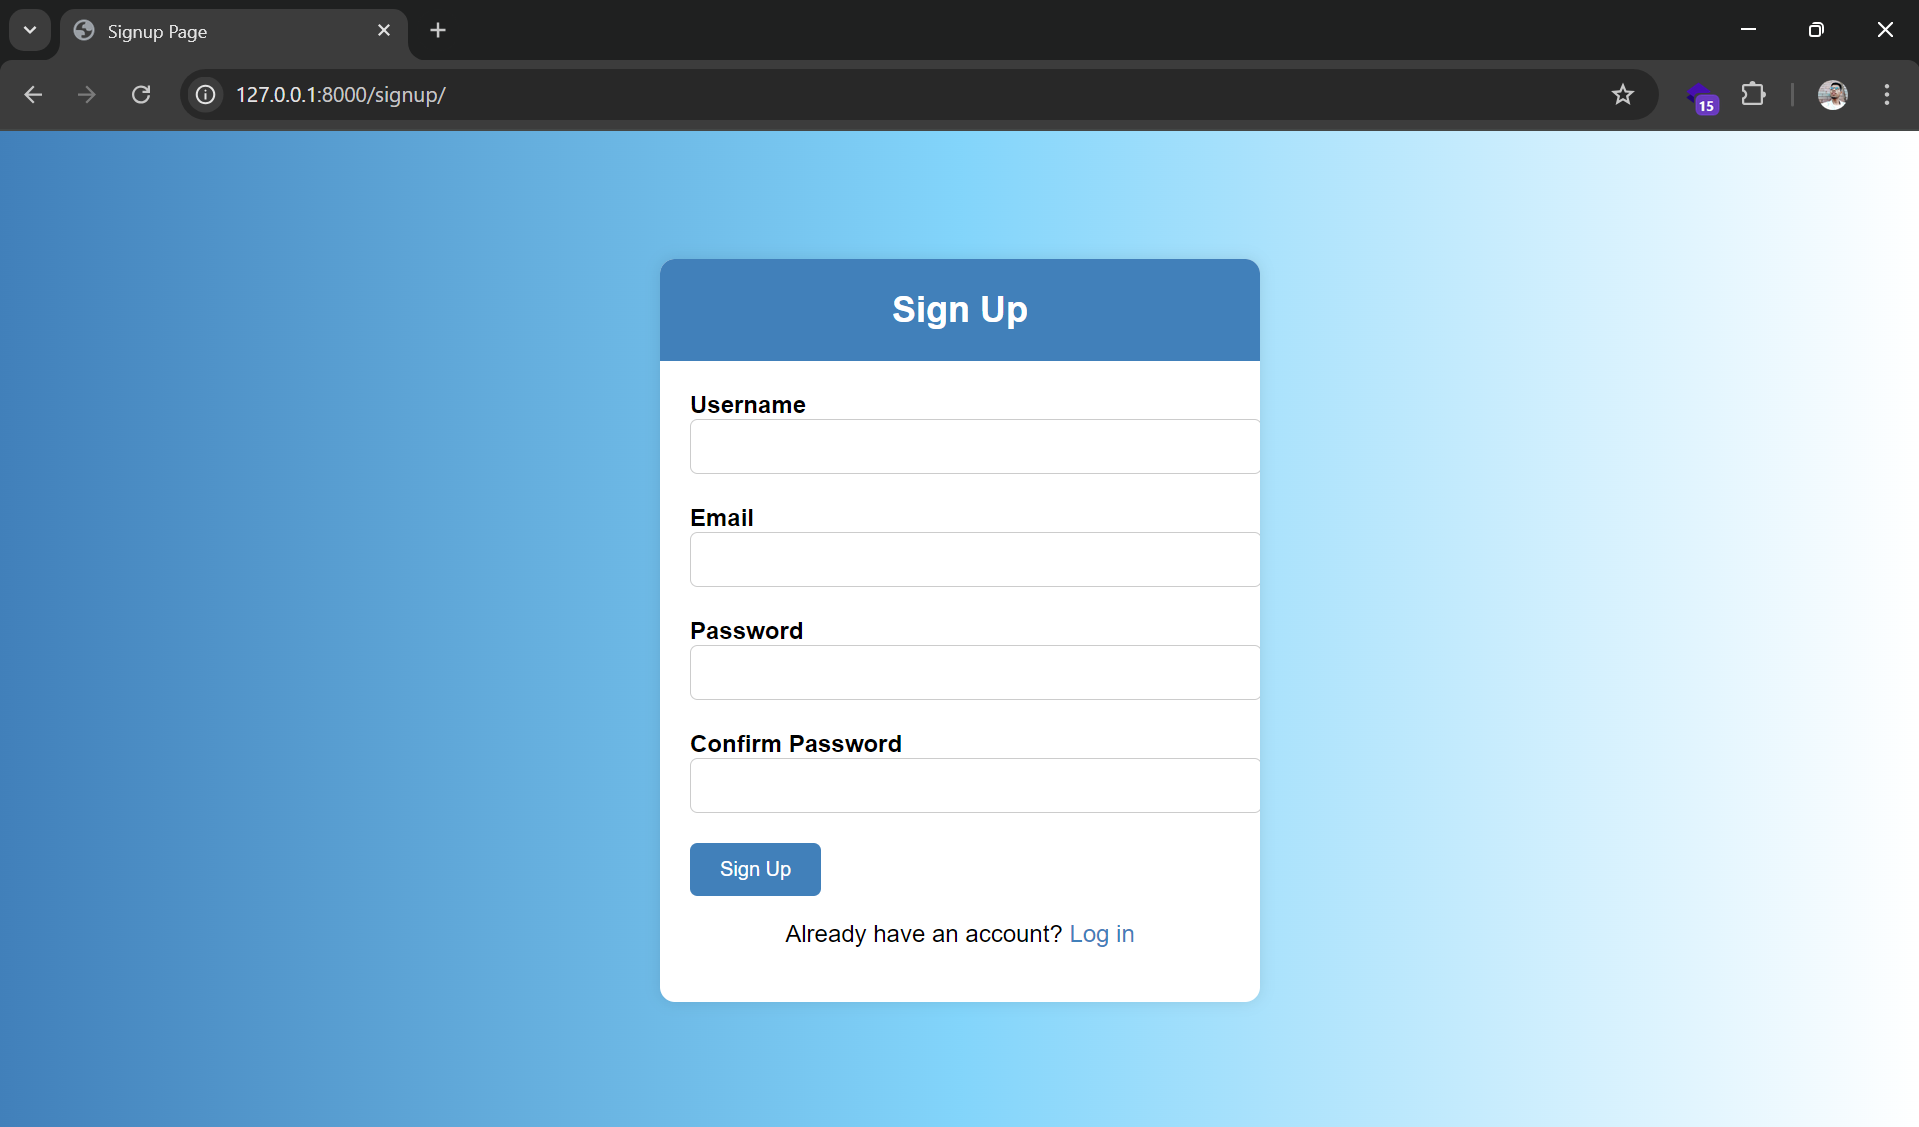 Signup Page
127.0.0.1:8000/signup/
15
Sign Up
Username
Email
Password
Confirm Password
Sign Up
Already have an account? Log in